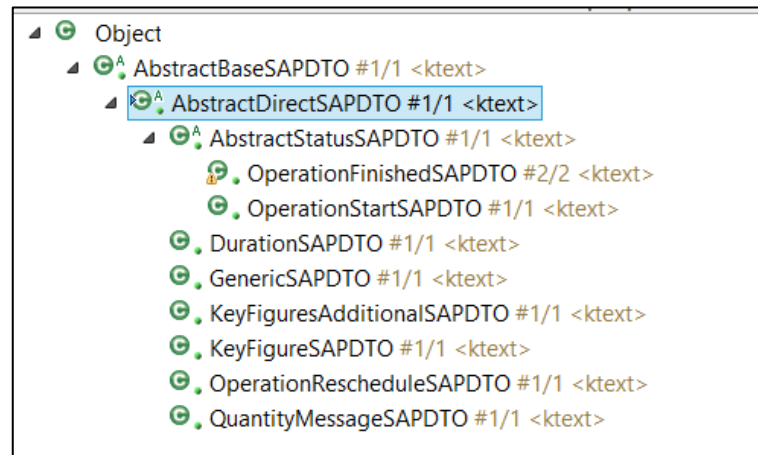 Object
AbstractBaseSAPDTO #1/1 <ktext>
AbstractDirectSAPDTO #1/1 <ktext>
AbstractStatusSAPDTO #1/1 <ktext>
OperationFinishedSAPDTO #2/2 <ktext>
OperationStartSAPDTO #1/1 <ktext>
DurationSAPDTO #1/1 <ktext>
GenericSAPDTO #1/1 <ktext>
KeyFiguresAdditionalSAPDTO #1/1 <ktext>
KeyFigureSAPDTO #1/1 <ktext>
OperationRescheduleSAPDTO #1/1 <ktext>
QuantityMessageSAPDTO #1/1 <ktext>